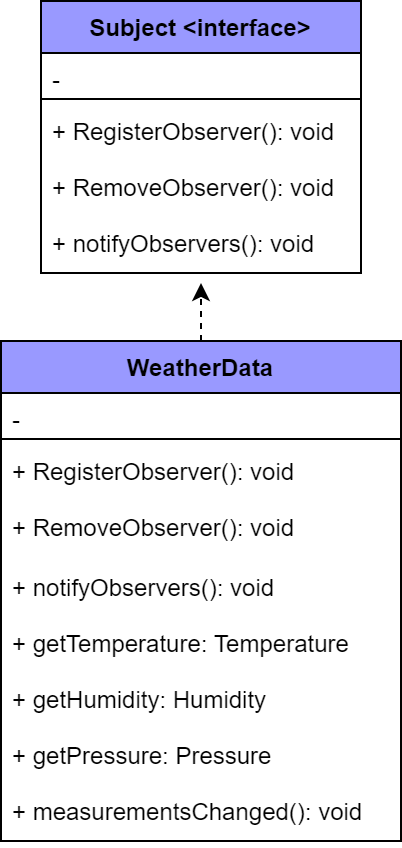 Subject <interface>
-
+ RegisterObserver(): void
+ RemoveObserver(): void
+ notifyObservers(): void
WeatherData
-
+ RegisterObserver(): void
+ RemoveObserver(): void
+ notifyObservers(): void
+ getTemperature: Temperature
+ getHumidity: Humidity
+ getPressure: Pressure
+ measurementsChanged(): void